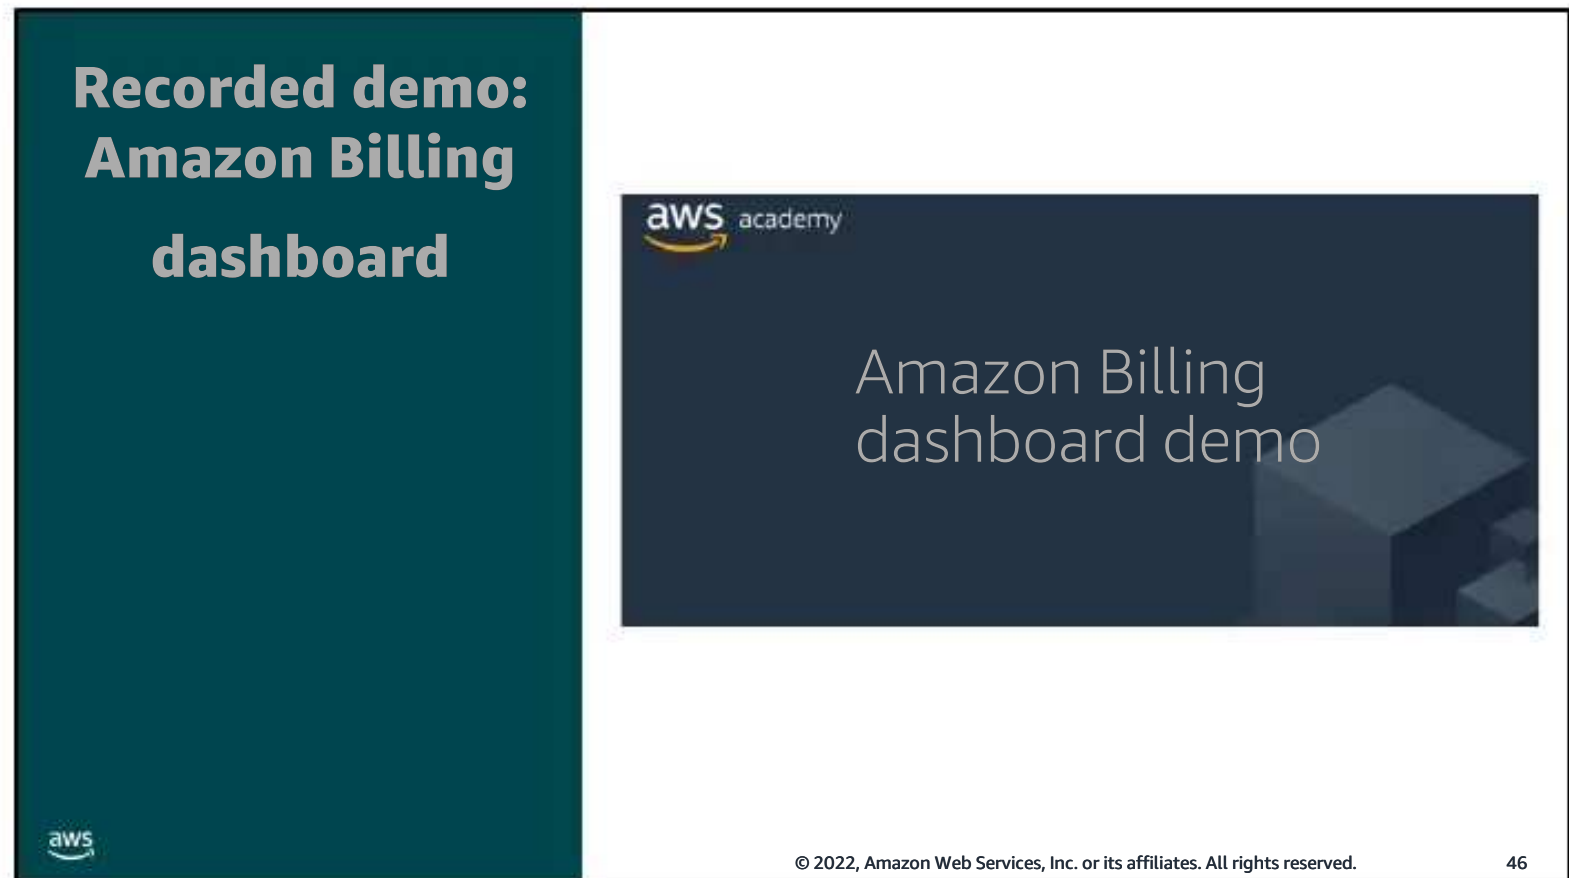 Recorded demo:
Amazon Billing
dashboard
aws academy
Amazon Billing
dashboard demo
aws
© 2022, Amazon Web Services, Inc. or its affiliates. All rights reserved.
46